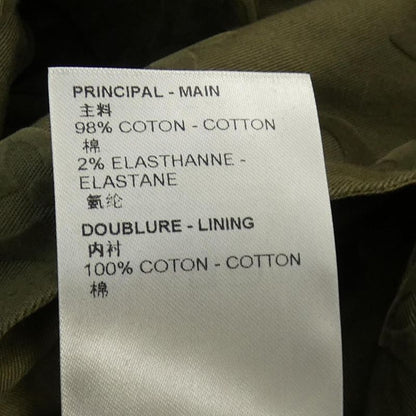 PRINCIPAL - MAIN
主料
98% COTON - COTTON
棉
2% ELASTHANNE -
ELASTANE
氨纶
DOUBLURE - LINING
内衬
100% COTON - COTTON
棉